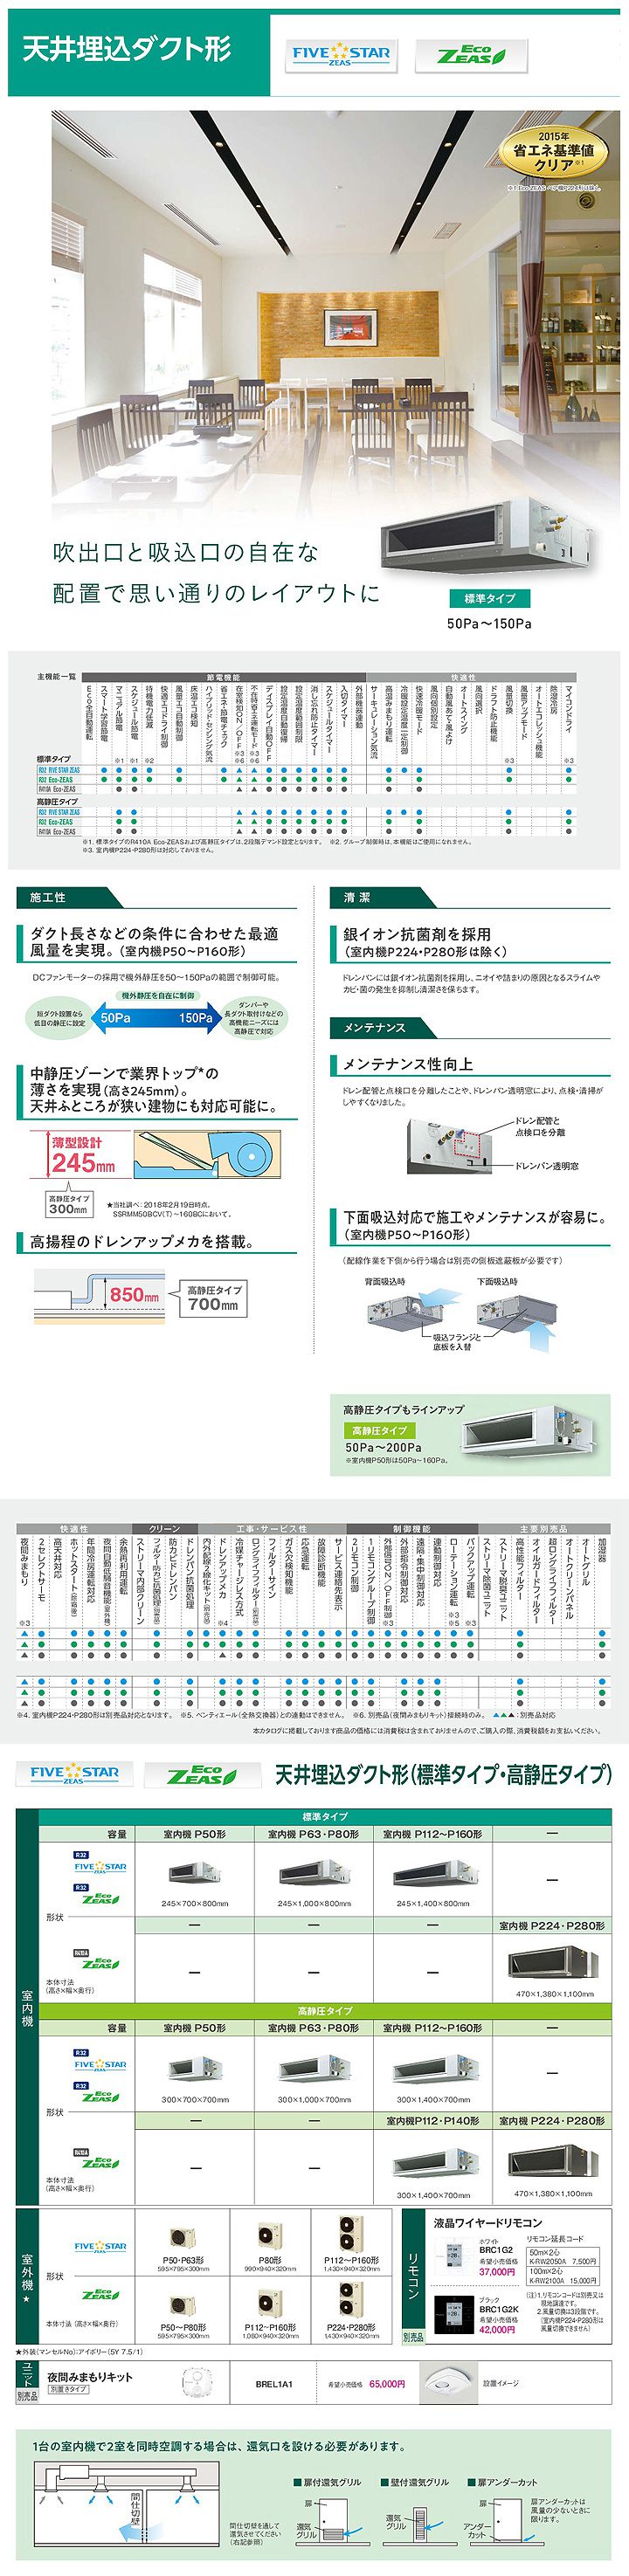 天井埋込ダクト形
FIVE STAR
ZEAS
Eco
ZEAS
2015年
省エネ基準値
クリア※1
※1 Eco-ZEAS ペア機P224形は除く。
吹出口と吸込口の自在な
配置で思い通りのレイアウトに
標準タイプ
50Pa～150Pa
主機能一覧
節電機能
快適性
Eco全自動運転
スマート学習節電
マニュアル節電
スケジュール節電
待機電力低減
快適エコドライ制御
風量エコ自動制御
床温エコ検知
ハイブリッド・センシング気流
省エネ節電チェック
在室検知ON/OFF
不在時省エネ運転モード
ディスプレイ自動OFF
設定温度自動復帰
設定温度範囲制限
消し忘れ防止タイマー
スケジュールタイマー
入切タイマー
外部機器連動
サーキュレーション気流
高温みまもり運転
冷暖設定温度二元制御
快速冷暖モード
風向個別設定
自動風あて・風よけ
オートスイング
風向選択
ドラフト防止機能
風量切換
風量アップモード
オートエコレッシュ機能
除湿冷房
マイコンドライ
標準タイプ
R32 FIVE STAR ZEAS
R32 Eco-ZEAS
R410A Eco-ZEAS
高静圧タイプ
R32 FIVE STAR ZEAS
R32 Eco-ZEAS
R410A Eco-ZEAS
※1. 標準タイプのR410A Eco-ZEASおよび高静圧タイプは、2段階デマンド設定となります。 ※2. グループ制御時は、本機能はご使用になれません。
※3. 室内機P224・P280形は対応しておりません。
施工性
ダクト長さなどの条件に合わせた最適
風量を実現。（室内機P50～P160形）
DCファンモーターの採用で機外静圧を50～150Paの範囲で制御可能。
機外静圧を自在に制御
短ダクト設置なら
低目の静圧に設定
50Pa
150Pa
ダンパーや
長ダクト取付けなどの
高機能ニーズには
高静圧で対応
中静圧ゾーンで業界トップ★の
薄さを実現（高さ245mm）。
天井ふところが狭い建物にも対応可能に。
薄型設計
245mm
高静圧タイプ
300mm
★当社調べ：2018年2月19日時点。
SSRMM50BCV(T)～160BCにおいて。
高揚程のドレンアップメカを搭載。
850mm
高静圧タイプ
700mm
清潔
銀イオン抗菌剤を採用
（室内機P224・P280形は除く）
ドレンパンには銀イオン抗菌剤を採用し、ニオイや詰まりの原因となるスライムや
カビ・菌の発生を抑制し清潔さを保ちます。
メンテナンス
メンテナンス性向上
ドレン配管と点検口を分離したことや、ドレンパン透明窓により、点検・清掃が
しやすくなりました。
ドレン配管と
点検口を分離
ドレンパン透明窓
下面吸込対応で施工やメンテナンスが容易に。
（室内機P50～P160形）
（配線作業を下側から行う場合は別売の側板遮蔽板が必要です）
背面吸込時
下面吸込時
吸込フランジと
底板を入替
高静圧タイプもラインアップ
高静圧タイプ
50Pa～200Pa
※室内機P50形は50Pa～160Pa。
快適性
クリーン
工事・サービス性
制御機能
主要別売品
夜間みまもり
2セレクトサーモ
高天井対応
ホットスタート（除霜後）
年間冷房運転対応
夜間自動低騒音機能（室外機）
余熱再利用運転
ストリーマ内部クリーン
フィルター防カビ抗菌処理（別売品）
防カビドレンパン
ドレンパン抗菌処理
内外配線2線化キット（別売品）
ドレンアップメカ
冷媒チャージレス方式
ロングライフフィルター（別売品）
フィルターサイン
ガス欠検知機能
応急運転
故障診断機能
サービス連絡先表示
2リモコン制御
1リモコングループ制御
外部信号ON/OFF制御
外部指令制御対応
遠隔・集中制御対応
連動制御対応
ローテーション運転
バックアップ運転
ストリーマ除菌ユニット
ストリーマ脱臭ユニット
高性能フィルター
オイルガードフィルター
超ロングライフフィルター
オートクリーンパネル
オートグリル
加湿器
※4. 室内機P224・P280形は別売品対応となります。 ※5. ベンティエール（全熱交換器）との連動はできません。 ※6. 別売品（夜間みまもりキット）接続時のみ。 ▲▲▲：別売品対応
本カタログに掲載しております商品の価格には消費税は含まれておりませんので、ご購入の際、消費税額をお支払いください。
FIVE STAR
ZEAS
Eco
ZEAS
天井埋込ダクト形（標準タイプ・高静圧タイプ）
室内機
標準タイプ
容量
室内機 P50形
室内機 P63・P80形
室内機 P112～P160形
—
R32
FIVE STAR
ZEAS
R32
Eco
ZEAS
245×700×800mm
245×1,000×800mm
245×1,400×800mm
—
形状
—
—
—
室内機 P224・P280形
R410A
Eco
ZEAS
—
—
—
470×1,380×1,100mm
本体寸法
（高さ×幅×奥行）
高静圧タイプ
容量
室内機 P50形
室内機 P63・P80形
室内機 P112～P160形
—
R32
FIVE STAR
ZEAS
R32
Eco
ZEAS
300×700×700mm
300×1,000×700mm
300×1,400×700mm
—
形状
—
—
室内機P112・P140形
室内機 P224・P280形
R410A
Eco
ZEAS
—
—
300×1,400×700mm
470×1,380×1,100mm
本体寸法
（高さ×幅×奥行）
室外機★
FIVE STAR
ZEAS
P50・P63形
595×795×300mm
P80形
990×940×320mm
P112～P160形
1,430×940×320mm
形状
Eco
ZEAS
本体寸法（高さ×幅×奥行）
P50～P80形
595×795×300mm
P112～P160形
1,080×940×320mm
P224・P280形
1,430×940×320mm
リモコン
別売品
液晶ワイヤードリモコン
ホワイト
BRC1G2
希望小売価格
37,000円
ブラック
BRC1G2K
希望小売価格
42,000円
リモコン延長コード
50m×2心
K-RW2050A 7,500円
100m×2心
K-RW2100A 15,000円
（注）1.リモコンコードは別売又は
現地調達です。
2.風量切換は3段階です。
（室内機P224・P280形は
風量切換できません）
★外装（マンセルNo）：アイボリー（5Y 7.5/1）
ユニット
別売品
夜間みまもりキット
別置きタイプ
BREL1A1
希望小売価格 65,000円
設置イメージ
1台の室内機で2室を同時空調する場合は、還気口を設ける必要があります。
間仕切壁
間仕切壁を通して
還気させてください
（右記参照）
■扉付還気グリル
扉
還気
グリル
■壁付還気グリル
還気
グリル
■扉アンダーカット
扉
アンダー
カット
扉アンダーカットは
風量の少ないときに
限ります。